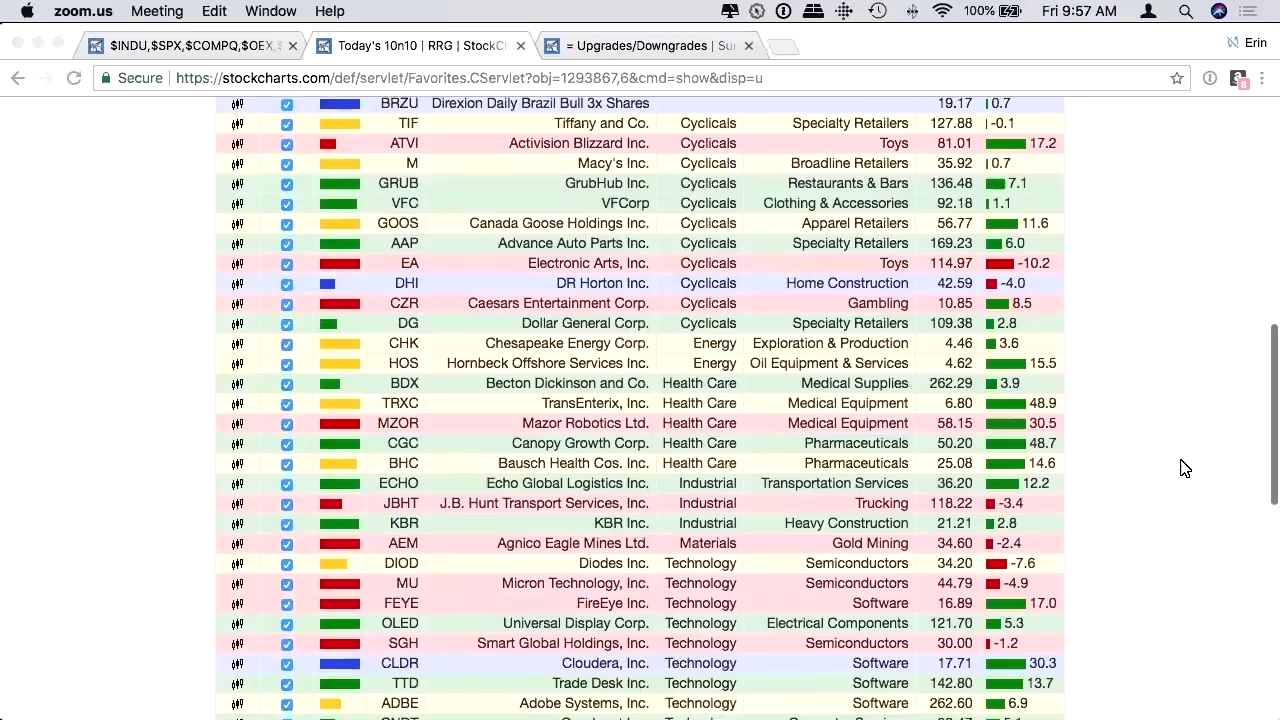 zoom.us Meeting Edit Window Help 100% Fri 9:57 AM
$INDU,$SPX,$COMPQ,$OEX, Today's 10n10 | RRG | StockCh = Upgrades/Downgrades | Su Erin
Secure https://stockcharts.com/def/servlet/Favorites.CServlet?obj=1293867,6&cmd=show&disp=u
BRZU Direxion Daily Brazil Bull 3x Shares 19.17 0.7
TIF Tiffany and Co. Cyclicals Specialty Retailers 127.88 -0.1
ATVI Activision Blizzard Inc. Cyclicals Toys 81.01 17.2
M Macy's Inc. Cyclicals Broadline Retailers 35.92 0.7
GRUB GrubHub Inc. Cyclicals Restaurants & Bars 136.48 7.1
VFC VFCorp Cyclicals Clothing & Accessories 92.18 1.1
GOOS Canada Goose Holdings Inc. Cyclicals Apparel Retailers 56.77 11.6
AAP Advance Auto Parts Inc. Cyclicals Specialty Retailers 169.23 6.0
EA Electronic Arts, Inc. Cyclicals Toys 114.97 -10.2
DHI DR Horton Inc. Cyclicals Home Construction 42.59 -4.0
CZR Caesars Entertainment Corp. Cyclicals Gambling 10.85 8.5
DG Dollar General Corp. Cyclicals Specialty Retailers 109.38 2.8
CHK Chesapeake Energy Corp. Energy Exploration & Production 4.46 3.6
HOS Hornbeck Offshore Services Inc. Energy Oil Equipment & Services 4.62 15.5
BDX Becton Dickinson and Co. Health Care Medical Supplies 262.29 3.9
TRXC TransEnterix, Inc. Health Care Medical Equipment 6.80 48.9
MZOR Mazor Robotics Ltd. Health Care Medical Equipment 58.15 30.5
CGC Canopy Growth Corp. Health Care Pharmaceuticals 50.20 48.7
BHC Bausch Health Cos. Inc. Health Care Pharmaceuticals 25.08 14.6
ECHO Echo Global Logistics Inc. Industrial Transportation Services 36.20 12.2
JBHT J.B. Hunt Transport Services, Inc. Industrial Trucking 118.22 -3.4
KBR KBR Inc. Industrial Heavy Construction 21.21 2.8
AEM Agnico Eagle Mines Ltd. Materials Gold Mining 34.60 -2.4
DIOD Diodes Inc. Technology Semiconductors 34.20 -7.6
MU Micron Technology, Inc. Technology Semiconductors 44.79 -4.9
FEYE FireEye Inc. Technology Software 16.89 17.0
OLED Universal Display Corp. Technology Electrical Components 121.70 5.3
SGH Smart Global Holdings, Inc. Technology Semiconductors 30.00 -1.2
CLDR Cloudera, Inc. Technology Software 17.71 30.3
TTD Trade Desk Inc. Technology Software 142.80 13.7
ADBE Adobe Systems, Inc. Technology Software 262.60 6.9